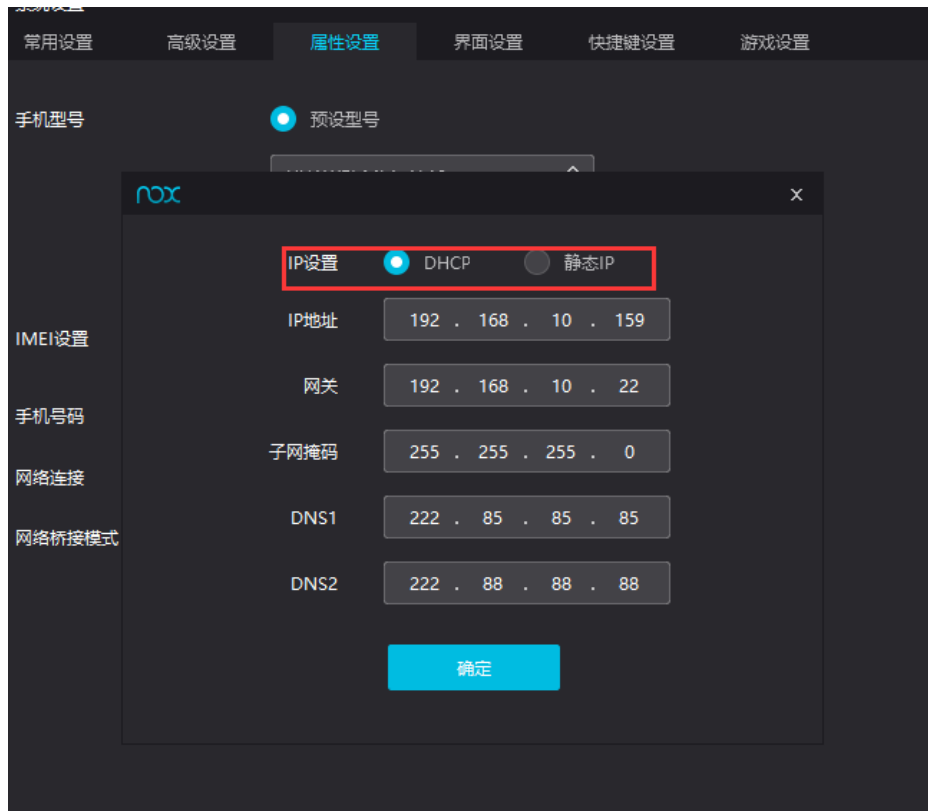 系统设置
常用设置 高级设置 属性设置 界面设置 快捷键设置 游戏设置
手机型号 预设型号
nox x
IP设置 DHCP 静态IP
IP地址 192 . 168 . 10 . 159
IMEI设置
网关 192 . 168 . 10 . 22
手机号码
子网掩码 255 . 255 . 255 . 0
网络连接
DNS1 222 . 85 . 85 . 85
网络桥接模式
DNS2 222 . 88 . 88 . 88
确定